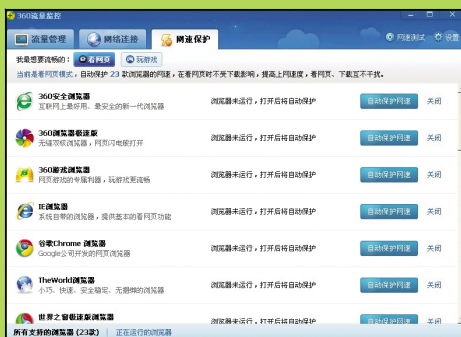 360流量监控
流量管理 网络连接 网速保护 网速测试 设置
我最想要流畅的： 看网页 玩游戏
当前是看网页模式，自动保护 23 款浏览器的网速，在看网页时不受下载影响，提高上网速度，看网页、下载互不干扰。
360安全浏览器
互联网上最好用、最安全的新一代浏览器
浏览器未运行，打开后将自动保护 自动保护网速 关闭
360浏览器极速版
无缝双核浏览器，网页闪电般打开
浏览器未运行，打开后将自动保护 自动保护网速 关闭
360游戏浏览器
网页游戏的专属利器，玩游戏更流畅
浏览器未运行，打开后将自动保护 自动保护网速 关闭
IE浏览器
系统自带的浏览器，提供基本的看网页功能
浏览器未运行，打开后将自动保护 自动保护网速 关闭
谷歌Chrome 浏览器
Google公司开发的网页浏览器
浏览器未运行，打开后将自动保护 自动保护网速 关闭
TheWorld浏览器
小巧、快速、安全稳定、无捆绑的浏览器
浏览器未运行，打开后将自动保护 自动保护网速 关闭
世界之窗极速版浏览器
浏览器未运行，打开后将自动保护 自动保护网速 关闭
所有支持的浏览器 (23款) 正在运行的浏览器